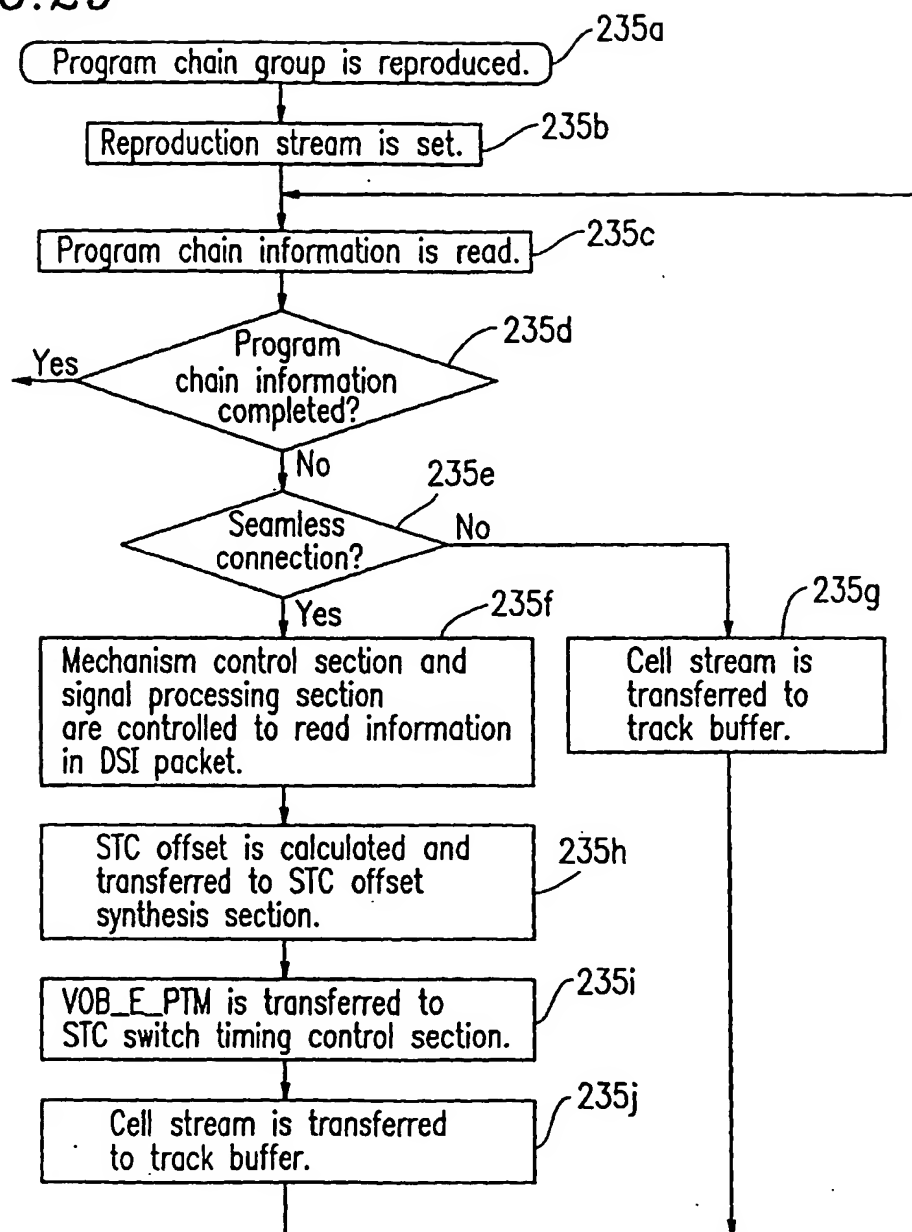 235a
Program chain group is reproduced.
235b
Reproduction stream is set.
235c
Program chain information is read.
235d
Program
chain information
completed?
Yes
No
235e
Seamless
connection?
No
Yes
235f
Mechanism control section and
signal processing section
are controlled to read information
in DSI packet.
235g
Cell stream is
transferred to
track buffer.
STC offset is calculated and
transferred to STC offset
synthesis section.
235h
VOB_E_PTM is transferred to
STC switch timing control section.
235i
Cell stream is transferred
to track buffer.
235j